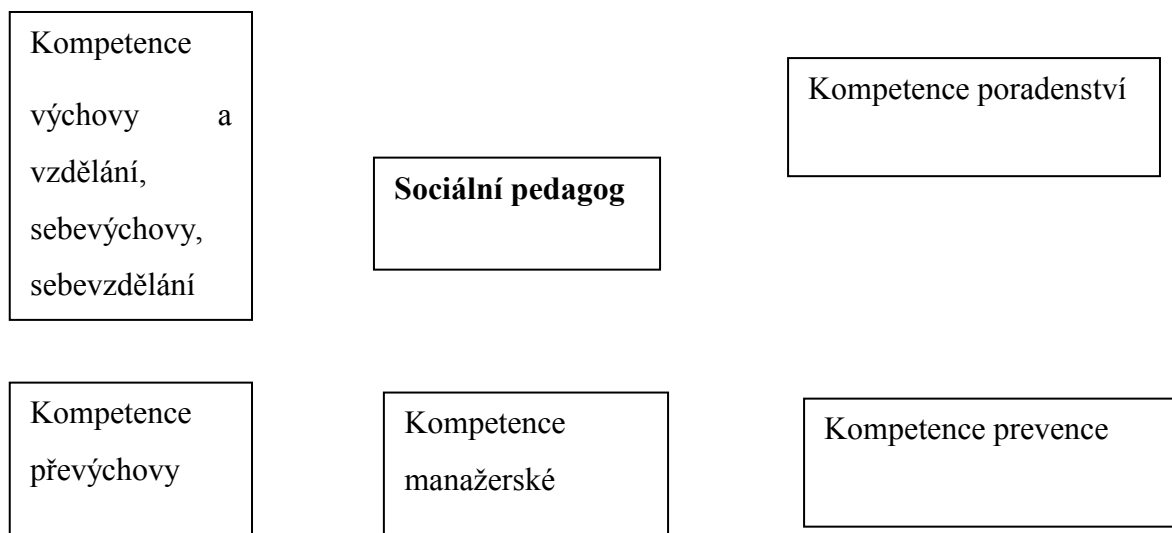 Kompetence
výchovy a
vzdělání,
sebevýchovy,
sebevzdělání
Sociální pedagog
Kompetence poradenství
Kompetence
převýchovy
Kompetence
manažerské
Kompetence prevence